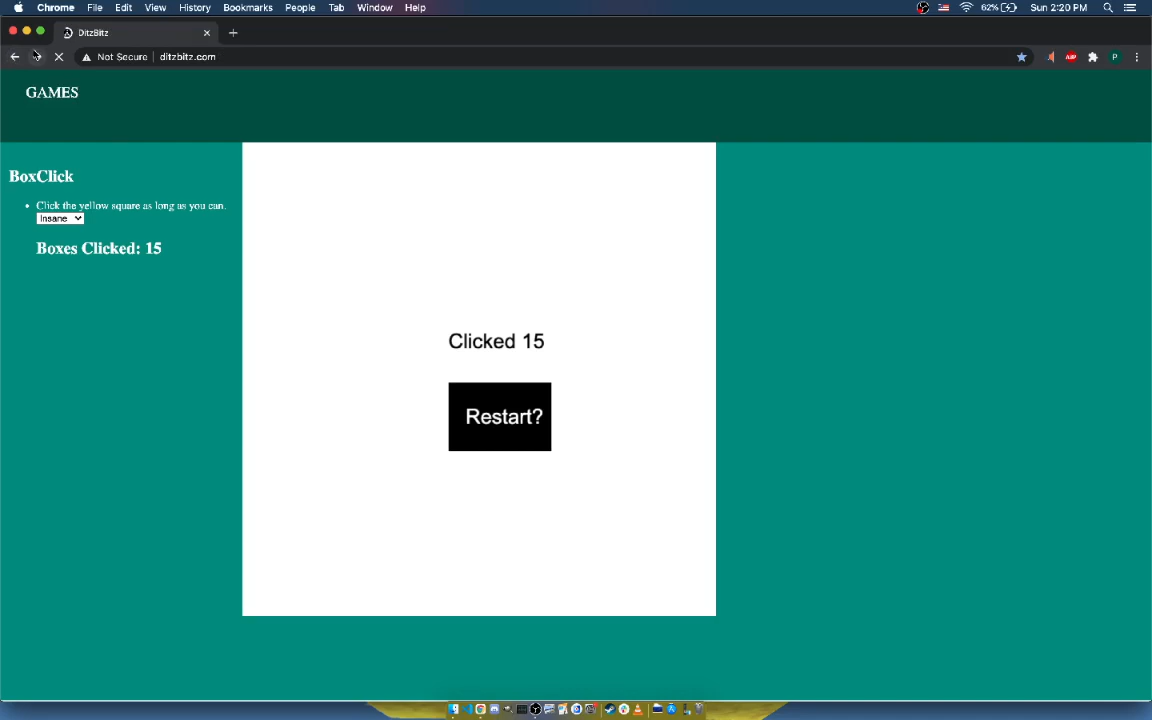 Chrome File Edit View History Bookmarks People Tab Window Help 62% Sun 2:20 PM
DitzBitz
Not Secure ditzbitz.com ABP P
GAMES
BoxClick
Click the yellow square as long as you can.
Insane
Boxes Clicked: 15
Clicked 15
Restart?